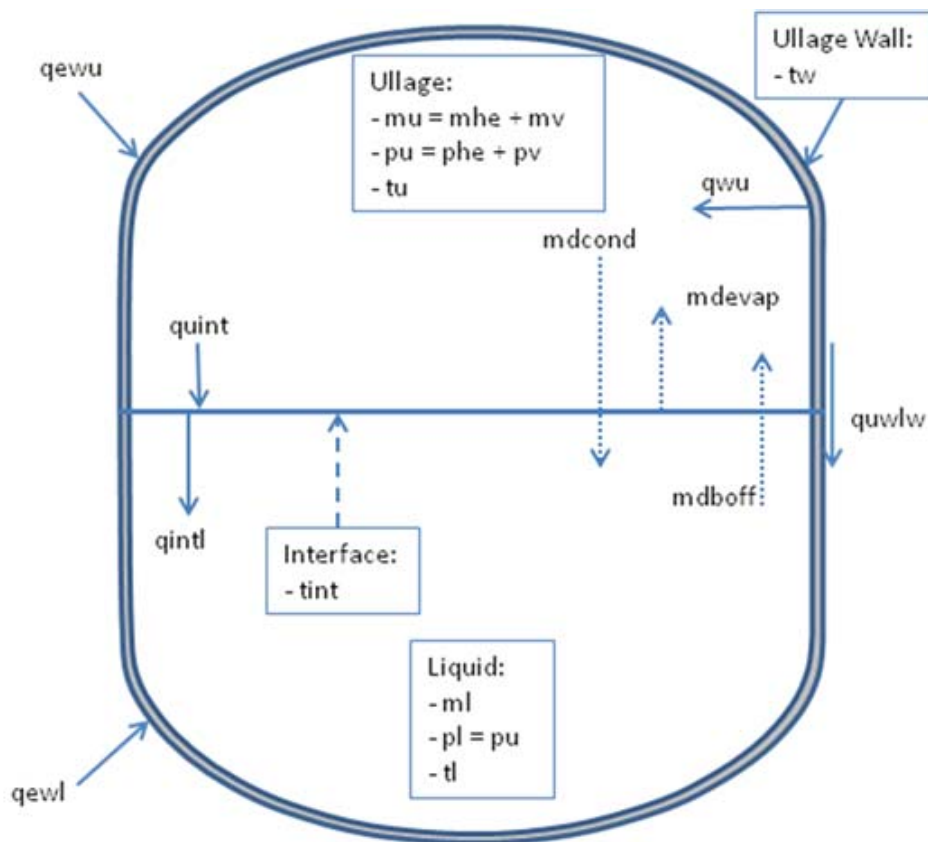 Ullage Wall:
- tw
qewu
Ullage:
- mu = mhe + mv
- pu = phe + pv
- tu
qwu
mdcond
mdevap
quint
quwlw
mdboff
qintl
Interface:
- tint
Liquid:
- ml
- pl = pu
- tl
qewl